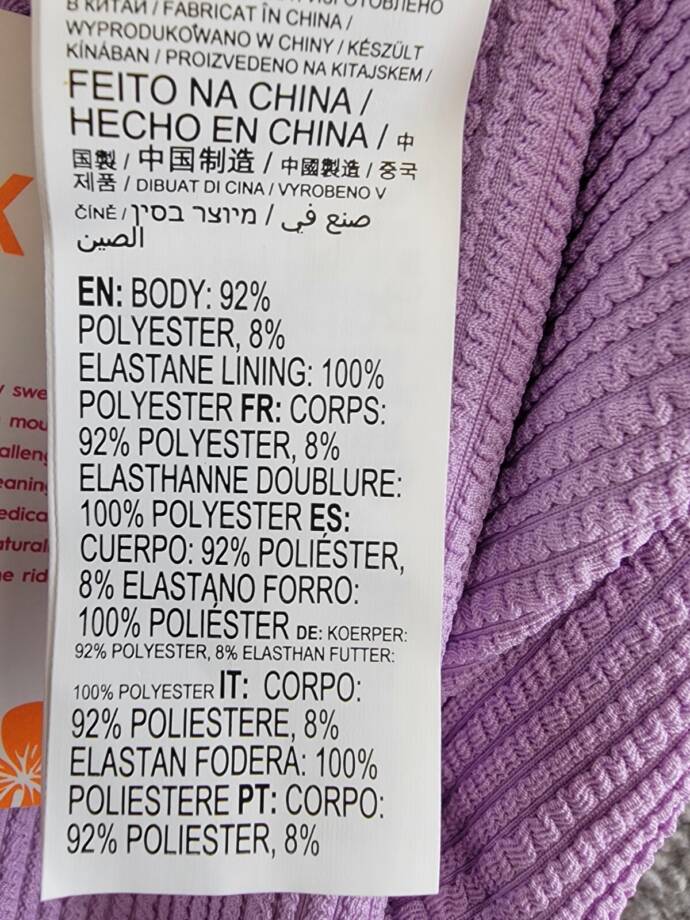 В КИТАЙ / FABRICAT ÎN CHINA /
WYPRODUKOWANO W CHINY / KÉSZÜLT
KÍNÁBAN / PROIZVEDENO NA KITAJSKEM /
FEITO NA CHINA /
HECHO EN CHINA / 中
国製 / 中国制造 / 中國製造 / 중국
제품 / DIBUAT DI CINA / VYROBENO V
ČÍNĚ / מיוצר בסין / صنع في
الصين
EN: BODY: 92%
POLYESTER, 8%
ELASTANE LINING: 100%
POLYESTER FR: CORPS:
92% POLYESTER, 8%
ELASTHANNE DOUBLURE:
100% POLYESTER ES:
CUERPO: 92% POLIÉSTER,
8% ELASTANO FORRO:
100% POLIÉSTER DE: KOERPER:
92% POLYESTER, 8% ELASTHAN FUTTER:
100% POLYESTER IT: CORPO:
92% POLIESTERE, 8%
ELASTAN FODERA: 100%
POLIESTERE PT: CORPO:
92% POLIESTER, 8%